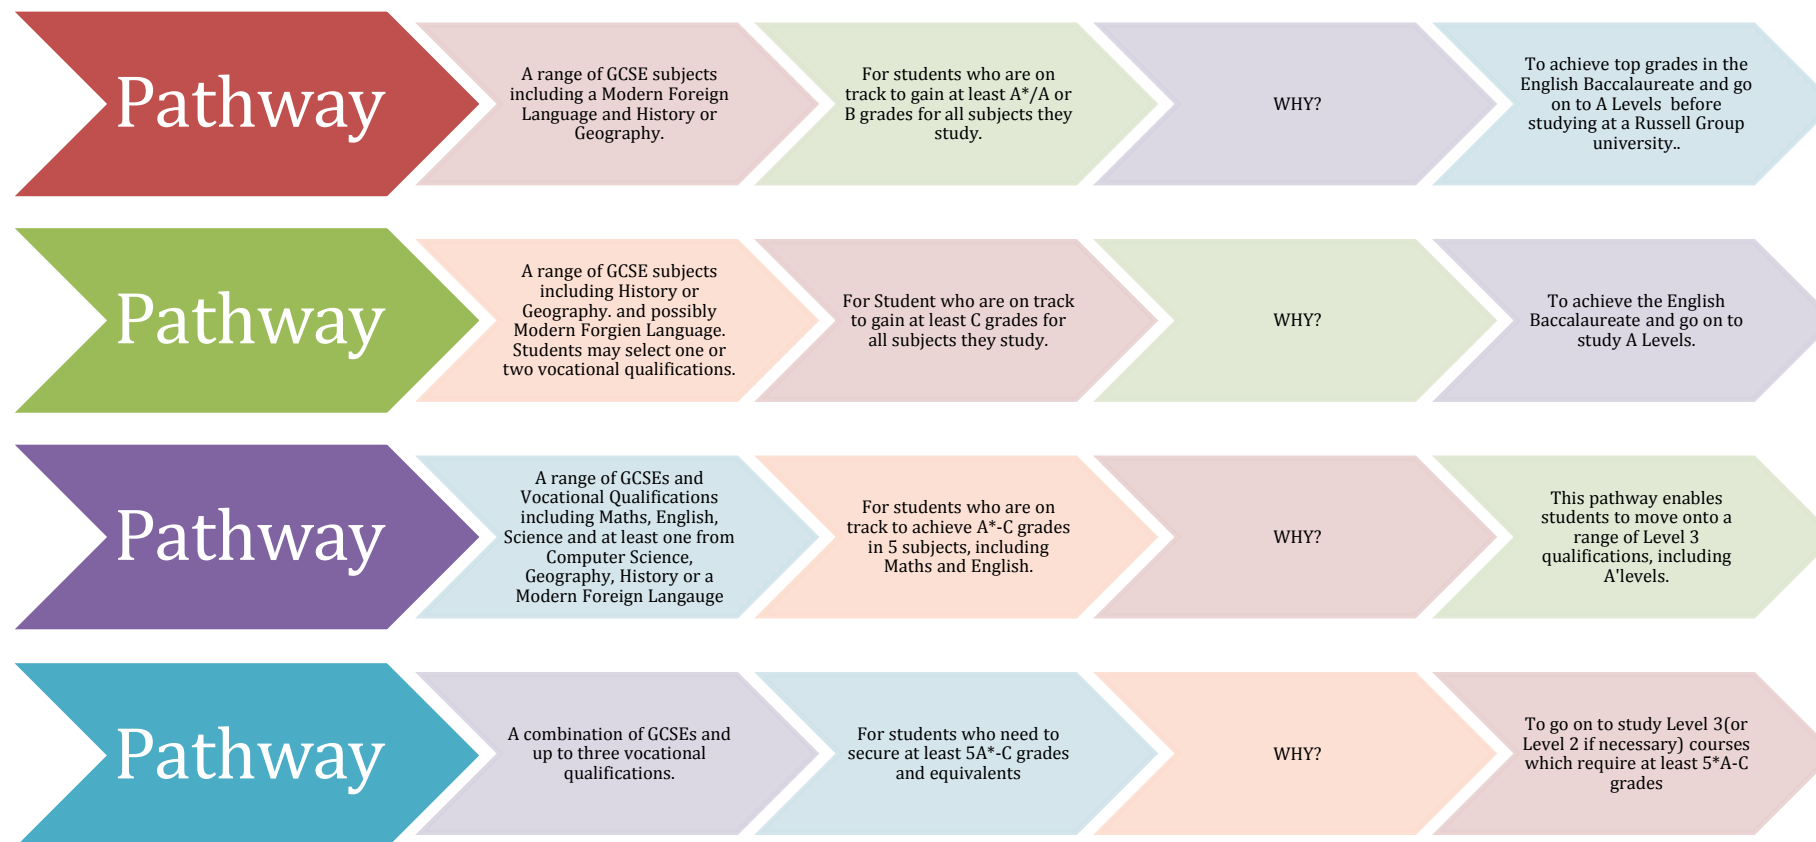 Pathway
A range of GCSE subjects
including a Modern Foreign
Language and History or
Geography.
For students who are on
track to gain at least A*/A or
B grades for all subjects they
study.
WHY?
To achieve top grades in the
English Baccalaureate and go
on to A Levels before
studying at a Russell Group
university..
Pathway
A range of GCSE subjects
including History or
Geography. and possibly
Modern Forgien Language.
Students may select one or
two vocational qualifications.
For Student who are on track
to gain at least C grades for
all subjects they study.
WHY?
To achieve the English
Baccalaureate and go on to
study A Levels.
Pathway
A range of GCSEs and
Vocational Qualifications
including Maths, English,
Science and at least one from
Computer Science,
Geography, History or a
Modern Foreign Langauge
For students who are on
track to achieve A*-C grades
in 5 subjects, including
Maths and English.
WHY?
This pathway enables
students to move onto a
range of Level 3
qualifications, including
A'levels.
Pathway
A combination of GCSEs and
up to three vocational
qualifications.
For students who need to
secure at least 5A*-C grades
and equivalents
WHY?
To go on to study Level 3(or
Level 2 if necessary) courses
which require at least 5*A-C
grades